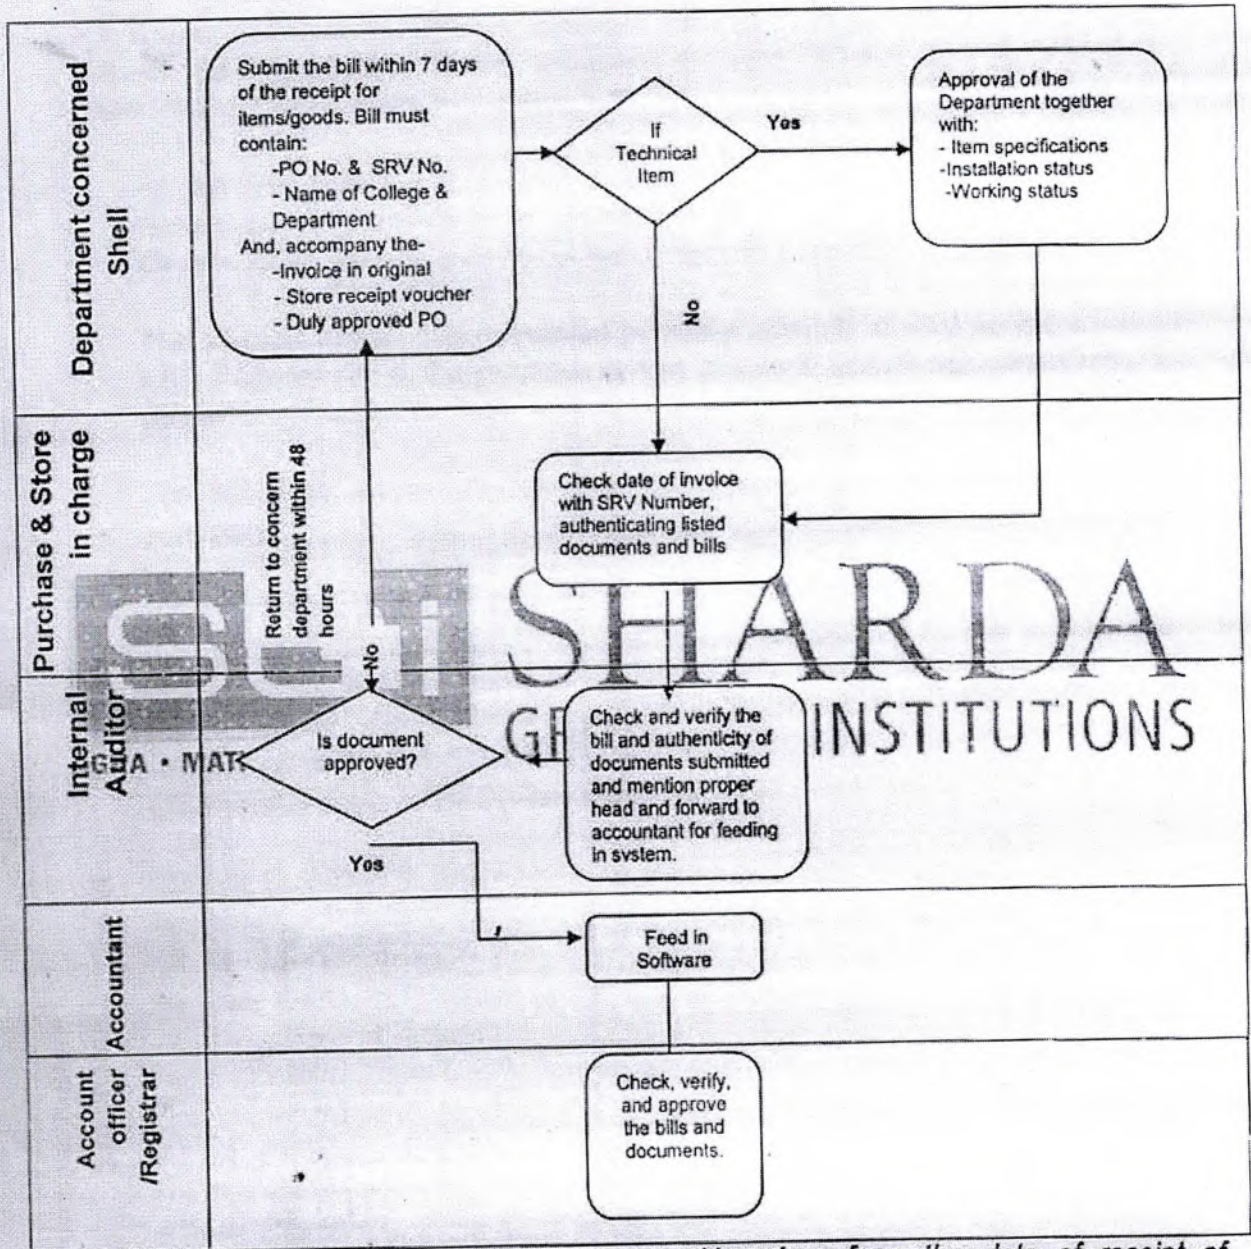 Department concerned
Shell
Submit the bill within 7 days
of the receipt for
items/goods. Bill must
contain:
-PO No. & SRV No.
- Name of College &
Department
And, accompany the-
-Invoice in original
- Store receipt voucher
- Duly approved PO
If
Technical
Item
Yes
No
Approval of the
Department together
with:
- Item specifications
-Installation status
-Working status
Purchase & Store
in charge
Return to concern
department within 48
hours
Check date of invoice
with SRV Number,
authenticating listed
documents and bills
SHARDA
INSTITUTIONS
Internal
Auditor
No
Is document
approved?
Yes
Check and verify the
bill and authenticity of
documents submitted
and mention proper
head and forward to
accountant for feeding
in system.
Accountant
Feed in
Software
Account
officer
/Registrar
Check, verify,
and approve
the bills and
documents.
date of receipt of